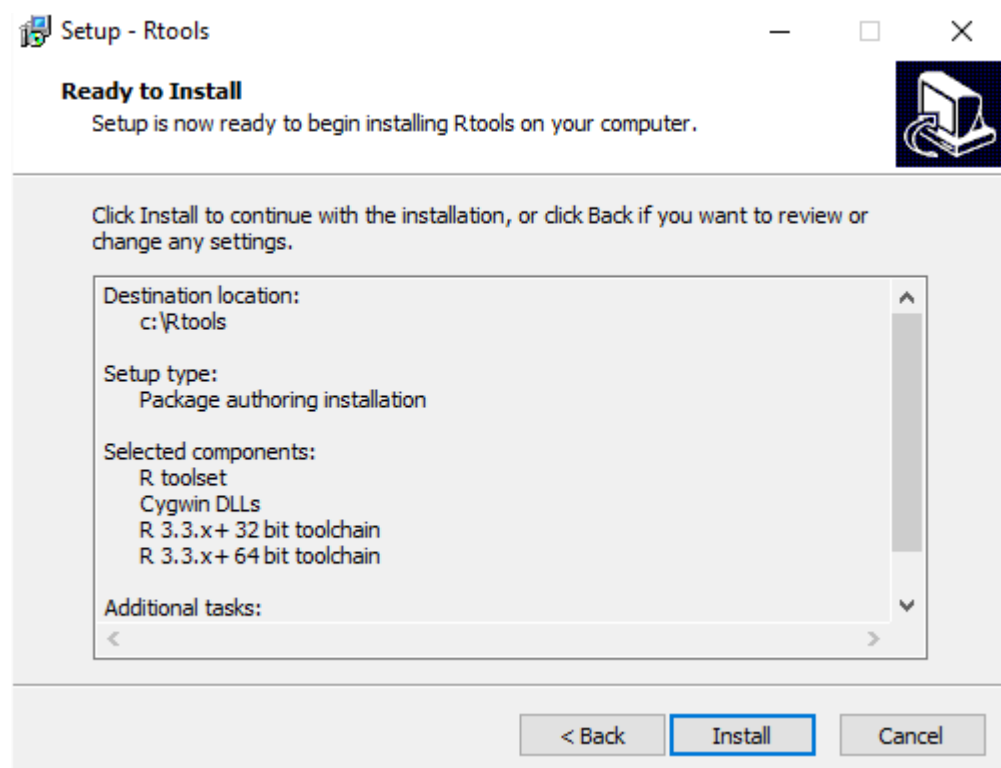 Setup - Rtools
Ready to Install
Setup is now ready to begin installing Rtools on your computer.
Click Install to continue with the installation, or click Back if you want to review or
change any settings.
Destination location:
c:\Rtools
Setup type:
Package authoring installation
Selected components:
R toolset
Cygwin DLLs
R 3.3.x+ 32 bit toolchain
R 3.3.x+ 64 bit toolchain
Additional tasks:
< Back
Install
Cancel